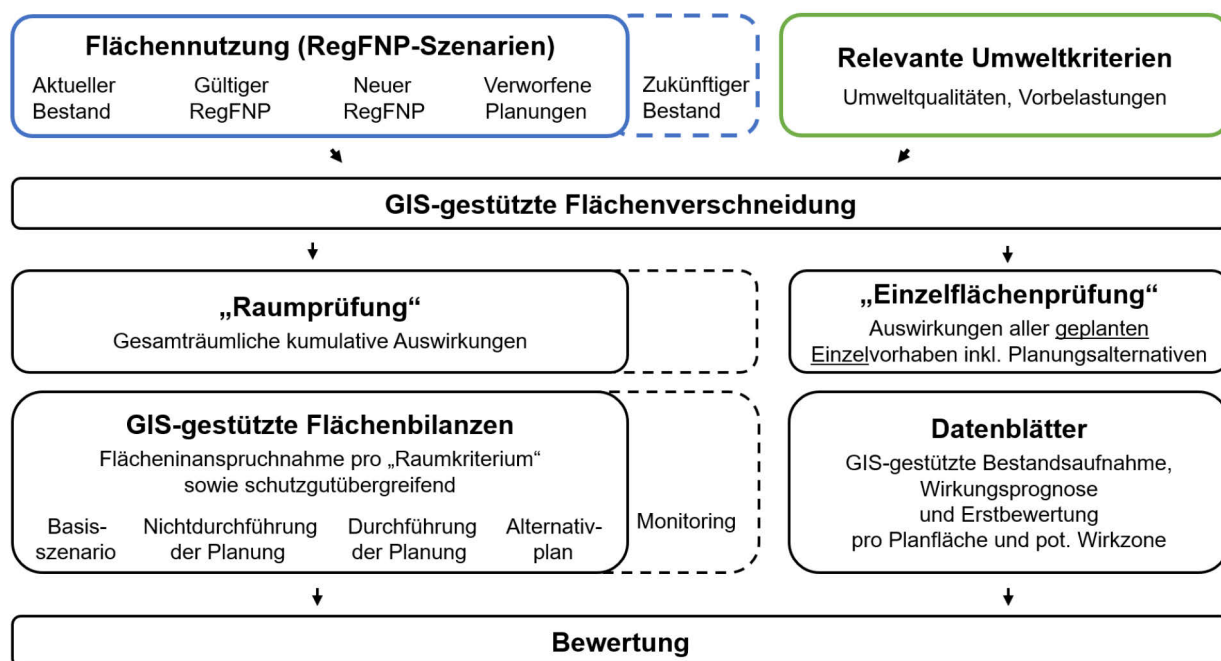 Flächennutzung (RegFNP-Szenarien)
Aktueller Bestand
Gültiger RegFNP
Neuer RegFNP
Verworfene Planungen
Zukünftiger Bestand
Relevante Umweltkriterien
Umweltqualitäten, Vorbelastungen
GIS-gestützte Flächenverschneidung
„Raumprüfung“
Gesamträumliche kumulative Auswirkungen
„Einzelflächenprüfung“
Auswirkungen aller geplanten
Einzelvorhaben inkl. Planungsalternativen
GIS-gestützte Flächenbilanzen
Flächeninanspruchnahme pro „Raumkriterium“
sowie schutzgutübergreifend
Basis-
szenario
Nichtdurchführung
der Planung
Durchführung
der Planung
Alternativ-
plan
Monitoring
Datenblätter
GIS-gestützte Bestandsaufnahme,
Wirkungsprognose
und Erstbewertung
pro Planfläche und pot. Wirkzone
Bewertung